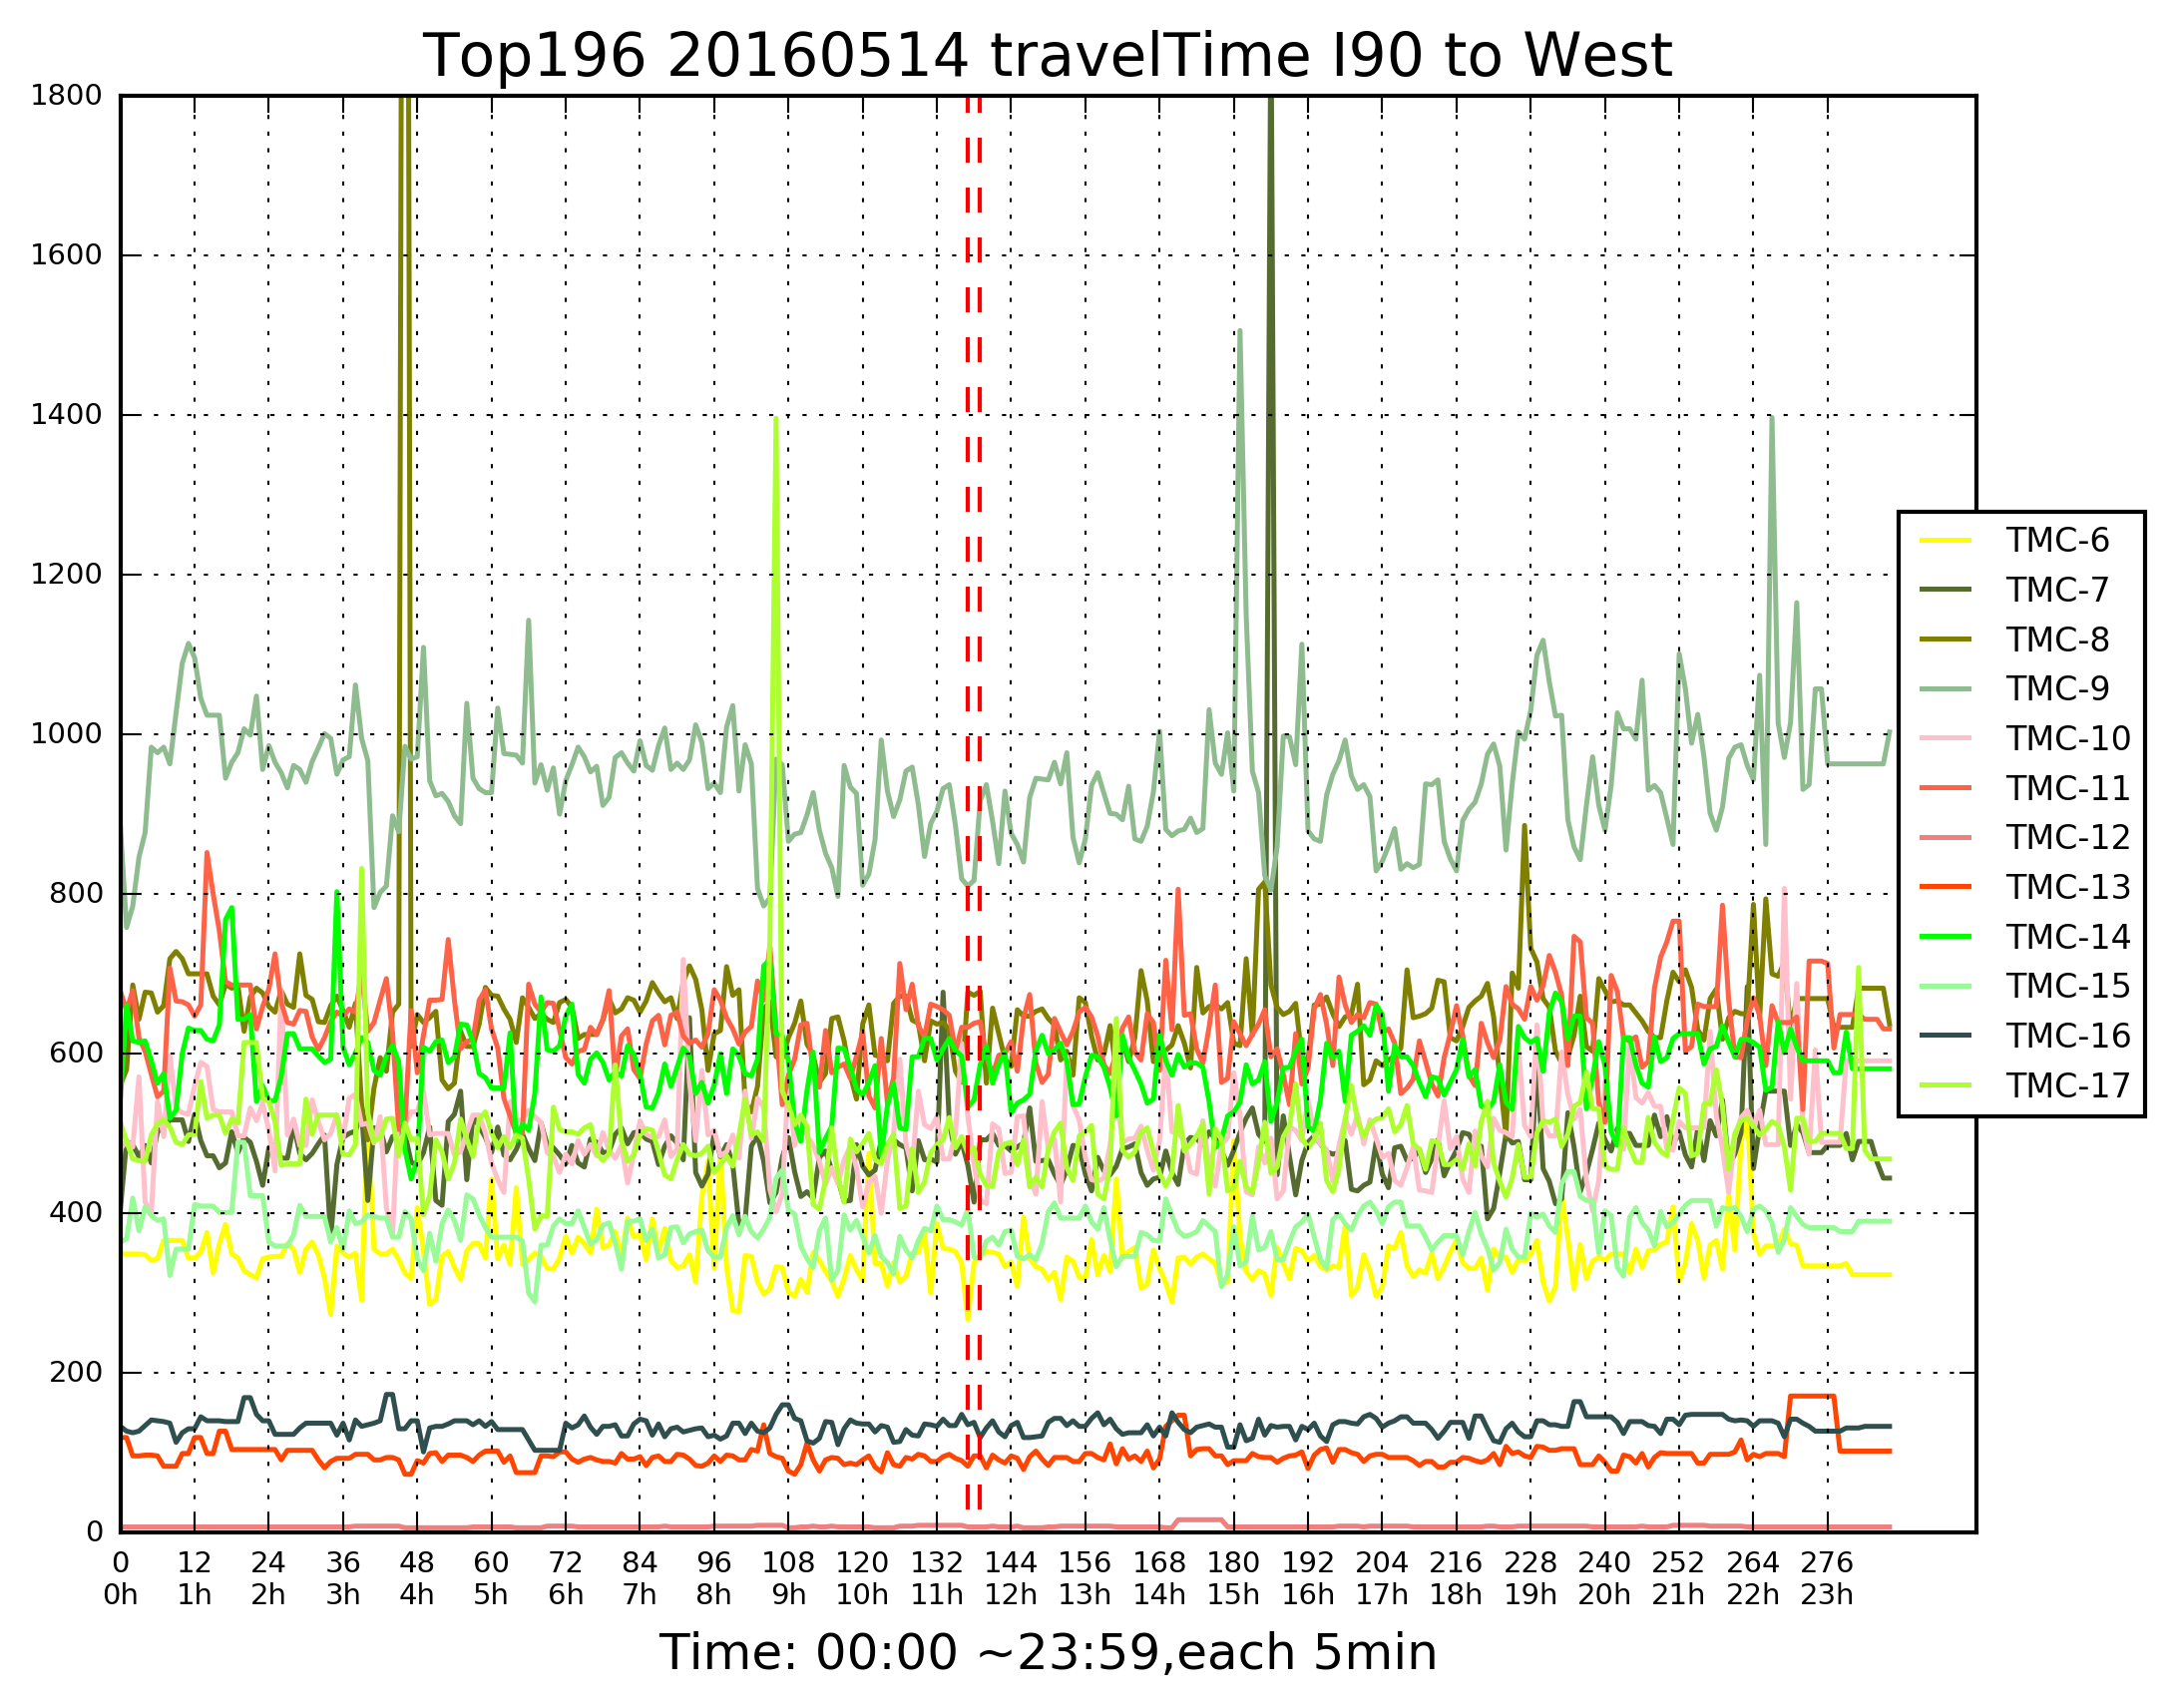 Top196 20160514 travelTime I90 to West
1800
1600
1400
1200
1000
800
600
400
200
0
0 12 24 36 48 60 72 84 96 108 120 132 144 156 168 180 192 204 216 228 240 252 264 276
0h 1h 2h 3h 4h 5h 6h 7h 8h 9h 10h 11h 12h 13h 14h 15h 16h 17h 18h 19h 20h 21h 22h 23h
Time: 00:00 ~23:59,each 5min
TMC-6
TMC-7
TMC-8
TMC-9
TMC-10
TMC-11
TMC-12
TMC-13
TMC-14
TMC-15
TMC-16
TMC-17